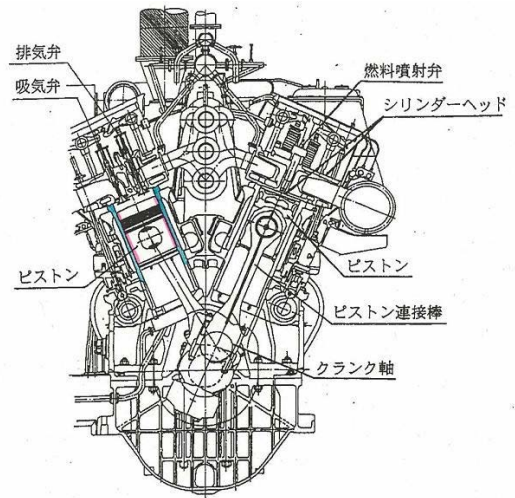 排気弁
吸気弁
燃料噴射弁
シリンダーヘッド
ピストン
ピストン
ピストン連接棒
クランク軸